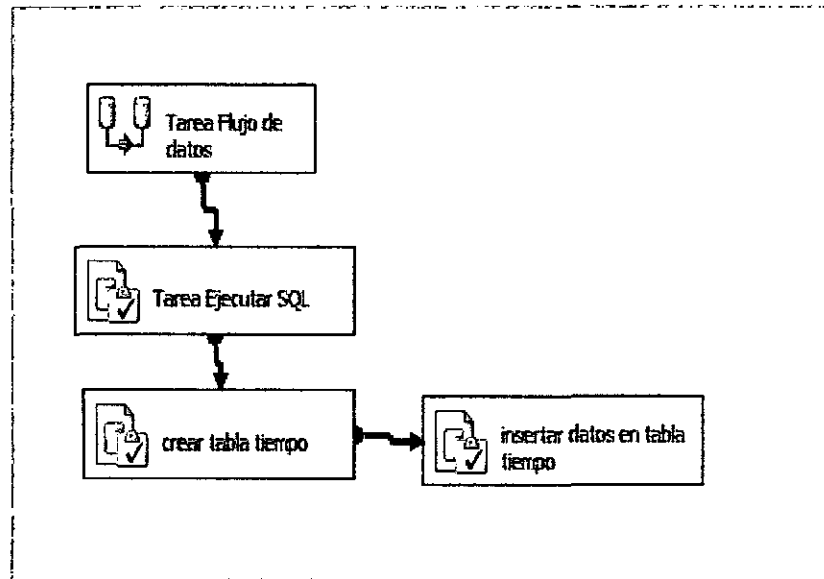 Tarea Flujo de
datos
Tarea Ejecutar SQL
crear tabla tiempo
insertar datos en tabla
tiempo